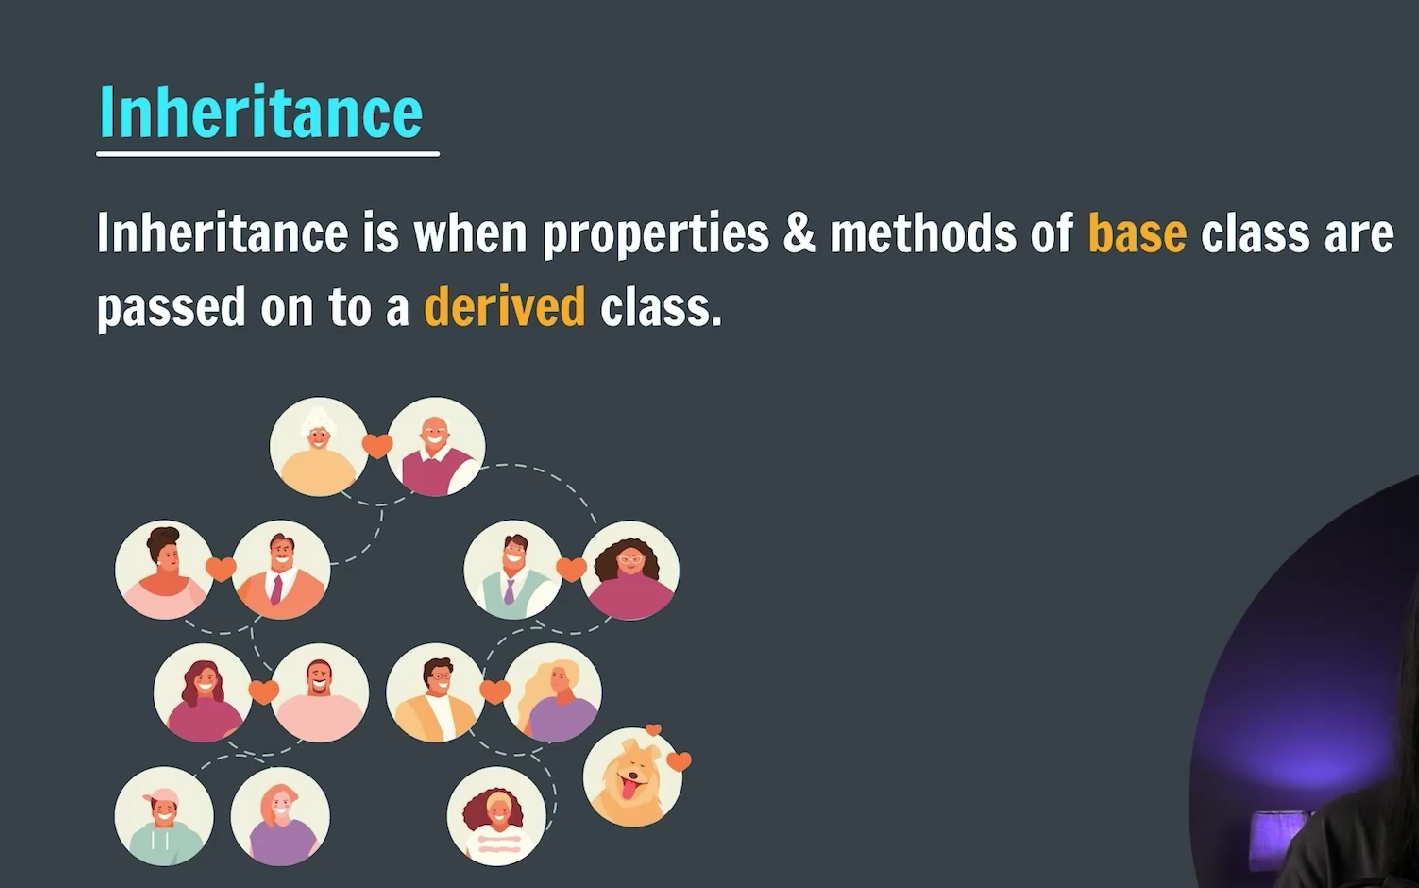 Inheritance
Inheritance is when properties & methods of base class are
passed on to a derived class.